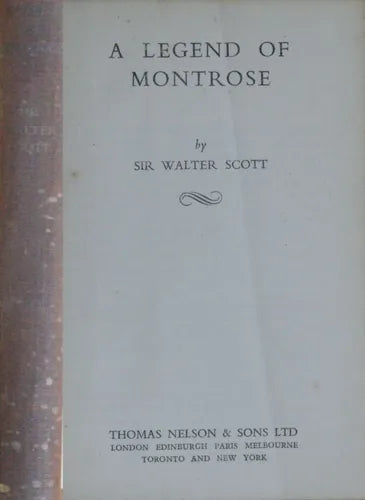 A LEGEND OF
MONTROSE
by
SIR WALTER SCOTT
THOMAS NELSON & SONS LTD
LONDON EDINBURGH PARIS MELBOURNE
TORONTO AND NEW YORK